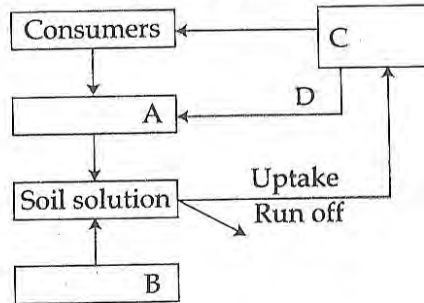 Consumers
C
A
D
Soil solution
Uptake
Run off
B